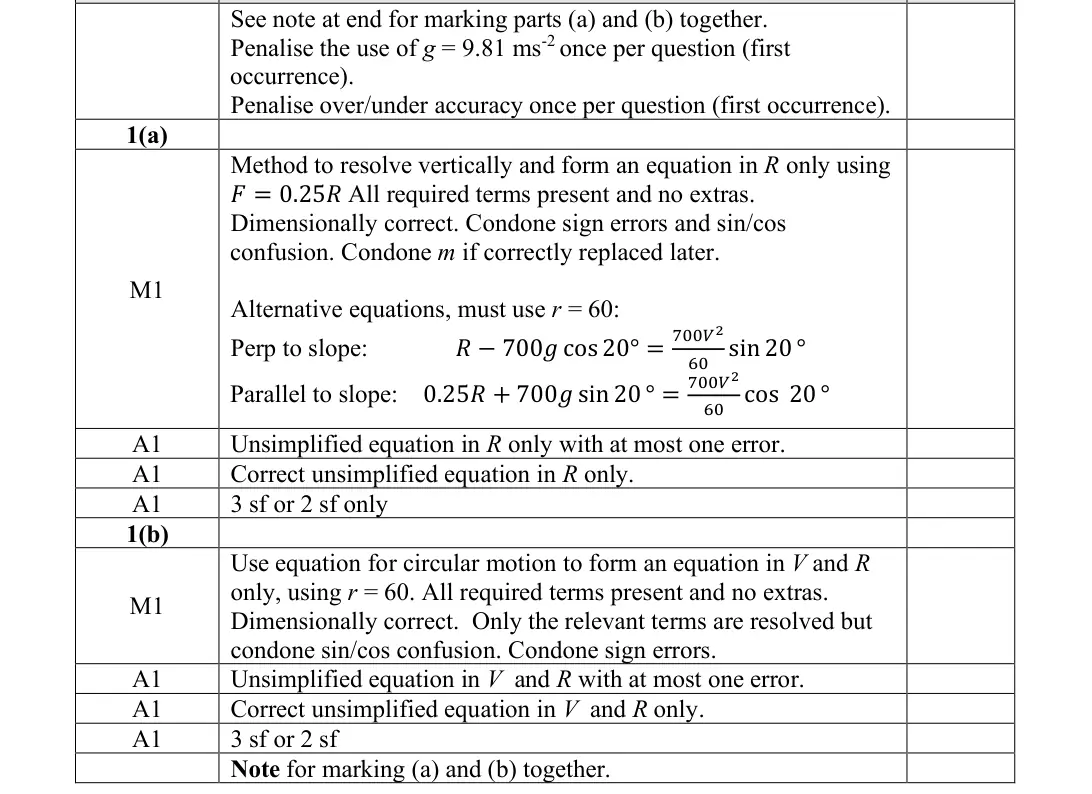 See note at end for marking parts (a) and (b) together.
Penalise the use of g = 9.81 ms⁻² once per question (first
occurrence).
Penalise over/under accuracy once per question (first occurrence).
1(a)
M1
Method to resolve vertically and form an equation in R only using
F = 0.25R All required terms present and no extras.
Dimensionally correct. Condone sign errors and sin/cos
confusion. Condone m if correctly replaced later.
Alternative equations, must use r = 60:
Perp to slope: R − 700g cos 20° = 700V²/60 sin 20 °
Parallel to slope: 0.25R + 700g sin 20 ° = 700V²/60 cos 20 °
A1 Unsimplified equation in R only with at most one error.
A1 Correct unsimplified equation in R only.
A1 3 sf or 2 sf only
1(b)
M1
Use equation for circular motion to form an equation in V and R
only, using r = 60. All required terms present and no extras.
Dimensionally correct. Only the relevant terms are resolved but
condone sin/cos confusion. Condone sign errors.
A1 Unsimplified equation in V and R with at most one error.
A1 Correct unsimplified equation in V and R only.
A1 3 sf or 2 sf
Note for marking (a) and (b) together.